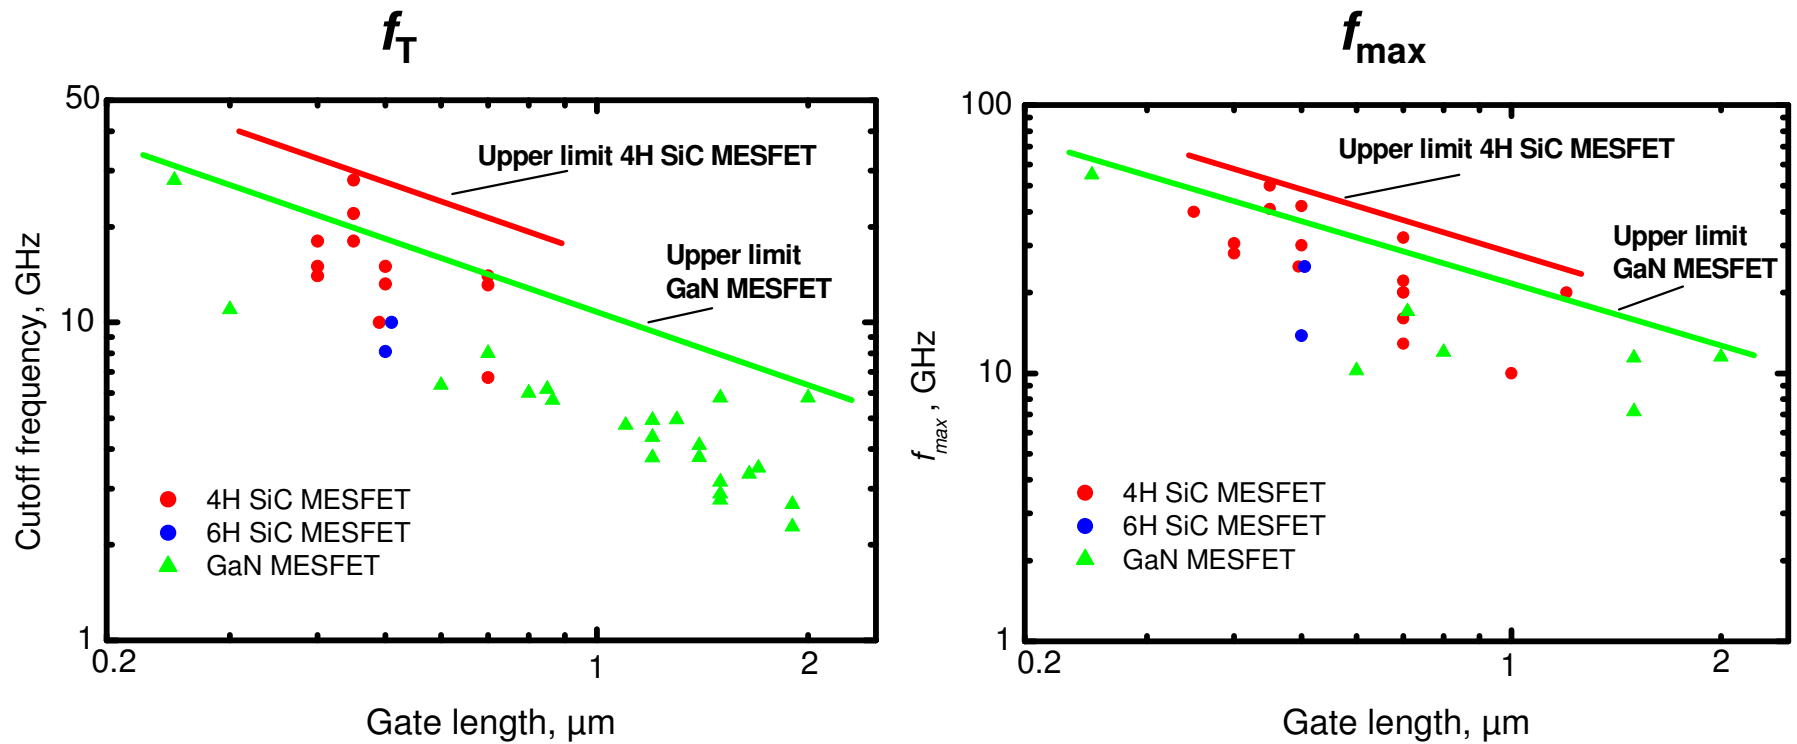 f_T
50
10
1
0.2
1
2
Cutoff frequency, GHz
Gate length, µm
Upper limit 4H SiC MESFET
Upper limit
GaN MESFET
4H SiC MESFET
6H SiC MESFET
GaN MESFET
f_max
100
10
1
0.2
1
2
f_max, GHz
Gate length, µm
Upper limit 4H SiC MESFET
Upper limit
GaN MESFET
4H SiC MESFET
6H SiC MESFET
GaN MESFET